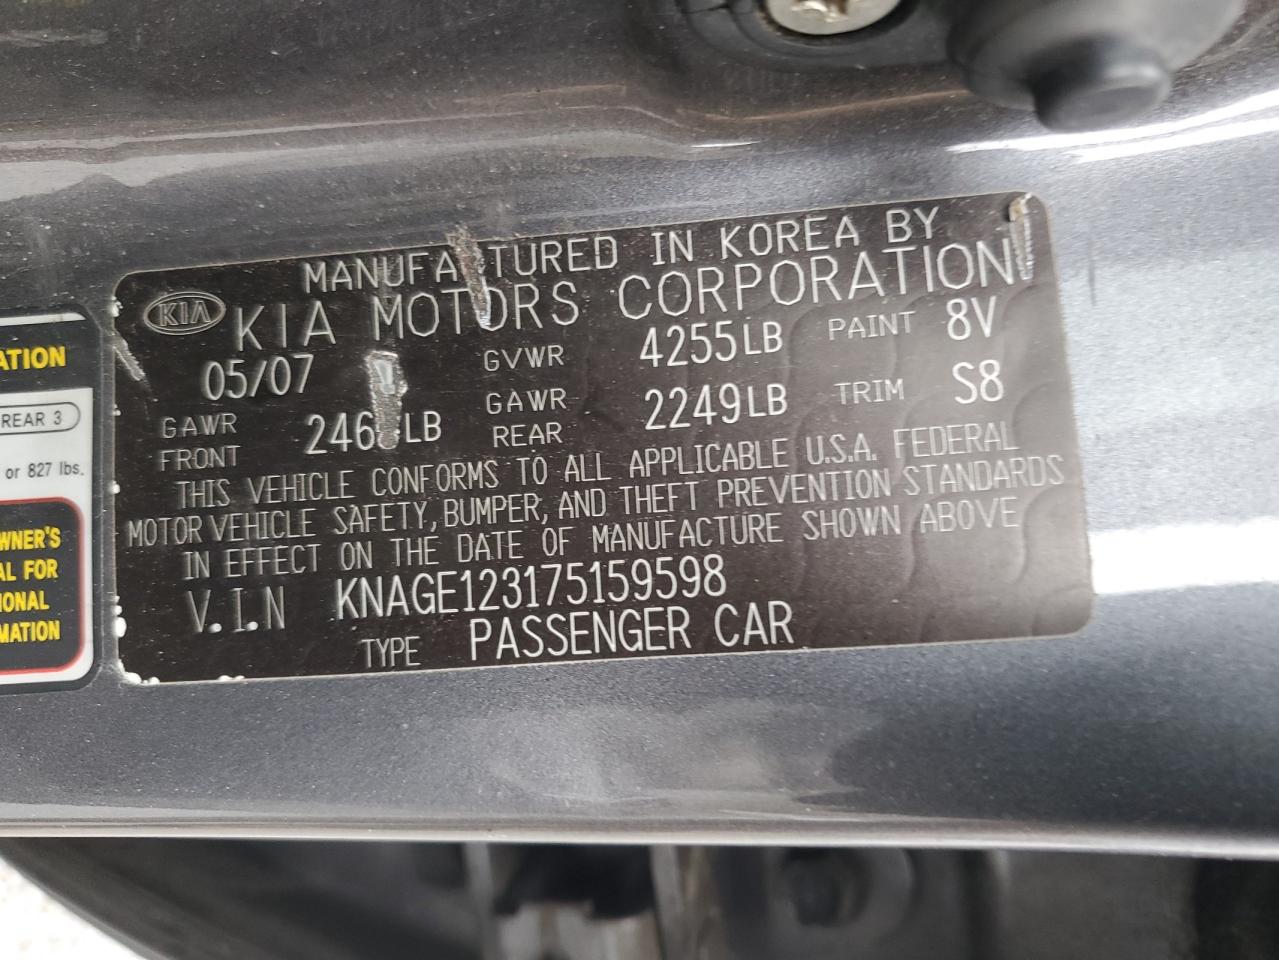 MANUFACTURED IN KOREA BY
KIA KIA MOTORS CORPORATION
05/07 GVWR 4255LB PAINT 8V
GAWR FRONT LB GAWR REAR 2249LB TRIM S8
THIS VEHICLE CONFORMS TO ALL APPLICABLE U.S.A. FEDERAL
MOTOR VEHICLE SAFETY, BUMPER, AND THEFT PREVENTION STANDARDS
IN EFFECT ON THE DATE OF MANUFACTURE SHOWN ABOVE
V.I.N KNAGE123175159598
TYPE PASSENGER CAR
ATION
REAR 3
or 827 lbs.
WNER'S
AL FOR
IONAL
MATION